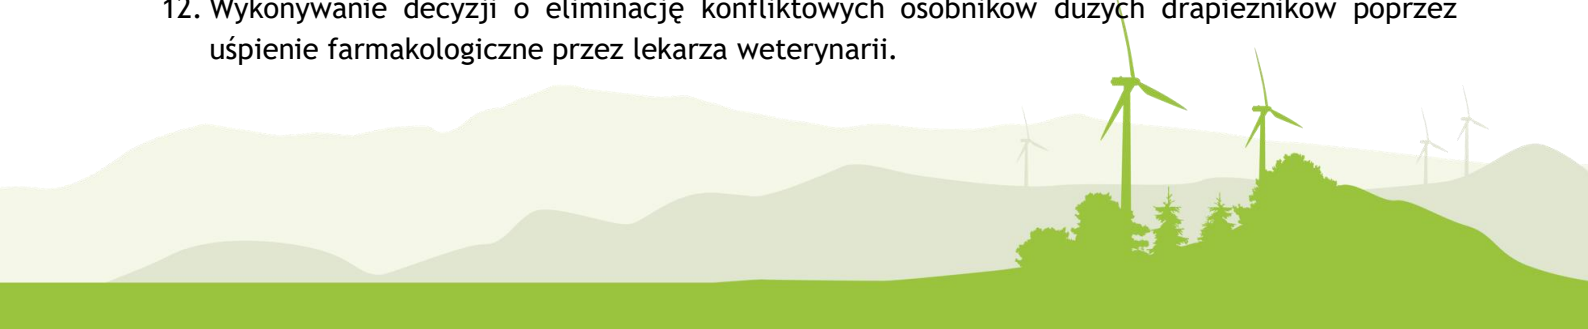 12. Wykonywanie decyzji o eliminację konfliktowych osobników dużych drapieżników poprzez
uśpienie farmakologiczne przez lekarza weterynarii.